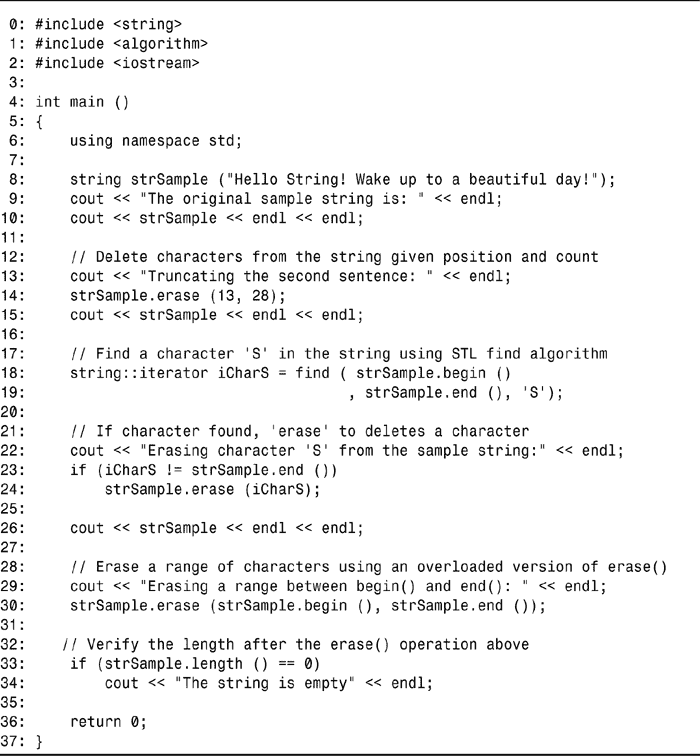 0: #include <string>
1: #include <algorithm>
2: #include <iostream>
3:
4: int main ()
5: {
6:     using namespace std;
7:
8:     string strSample ("Hello String! Wake up to a beautiful day!");
9:     cout << "The original sample string is: " << endl;
10:     cout << strSample << endl << endl;
11:
12:     // Delete characters from the string given position and count
13:     cout << "Truncating the second sentence: " << endl;
14:     strSample.erase (13, 28);
15:     cout << strSample << endl << endl;
16:
17:     // Find a character 'S' in the string using STL find algorithm
18:     string::iterator iCharS = find ( strSample.begin ()
19:                                     , strSample.end (), 'S');
20:
21:     // If character found, 'erase' to deletes a character
22:     cout << "Erasing character 'S' from the sample string:" << endl;
23:     if (iCharS != strSample.end ())
24:         strSample.erase (iCharS);
25:
26:     cout << strSample << endl << endl;
27:
28:     // Erase a range of characters using an overloaded version of erase()
29:     cout << "Erasing a range between begin() and end(): " << endl;
30:     strSample.erase (strSample.begin (), strSample.end ());
31:
32:    // Verify the length after the erase() operation above
33:     if (strSample.length () == 0)
34:         cout << "The string is empty" << endl;
35:
36:     return 0;
37: }